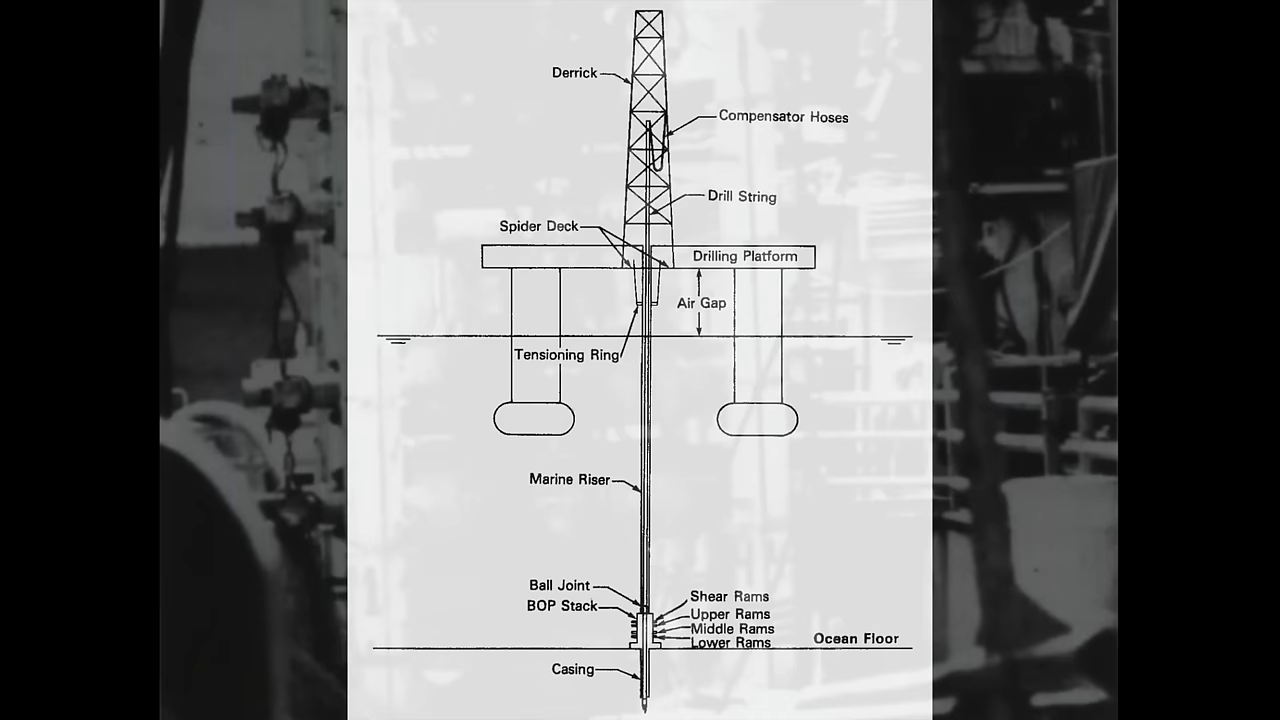 Derrick
Compensator Hoses
Drill String
Spider Deck
Drilling Platform
Air Gap
Tensioning Ring
Marine Riser
Ball Joint
BOP Stack
Shear Rams
Upper Rams
Middle Rams
Lower Rams
Ocean Floor
Casing